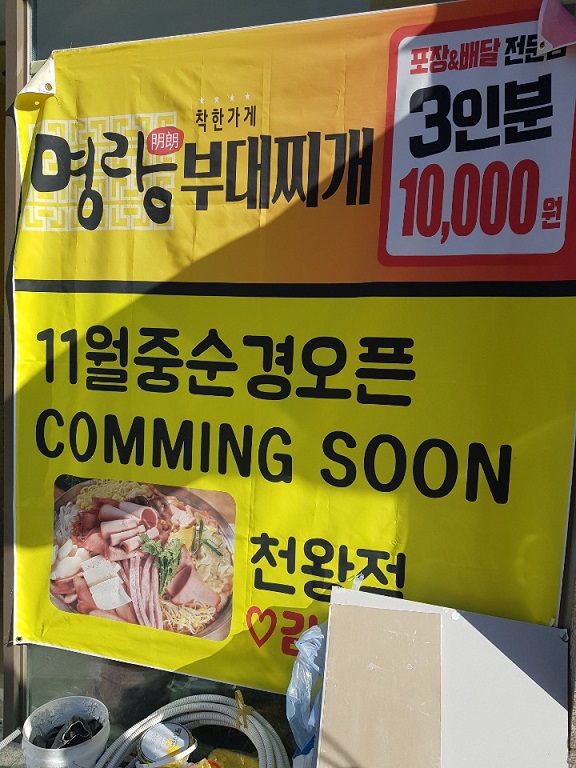 포장&배달 전문점
3인분
10,000원
착한가게
명랑 明朗 부대찌개
11월중순경오픈
COMMING SOON
천왕점